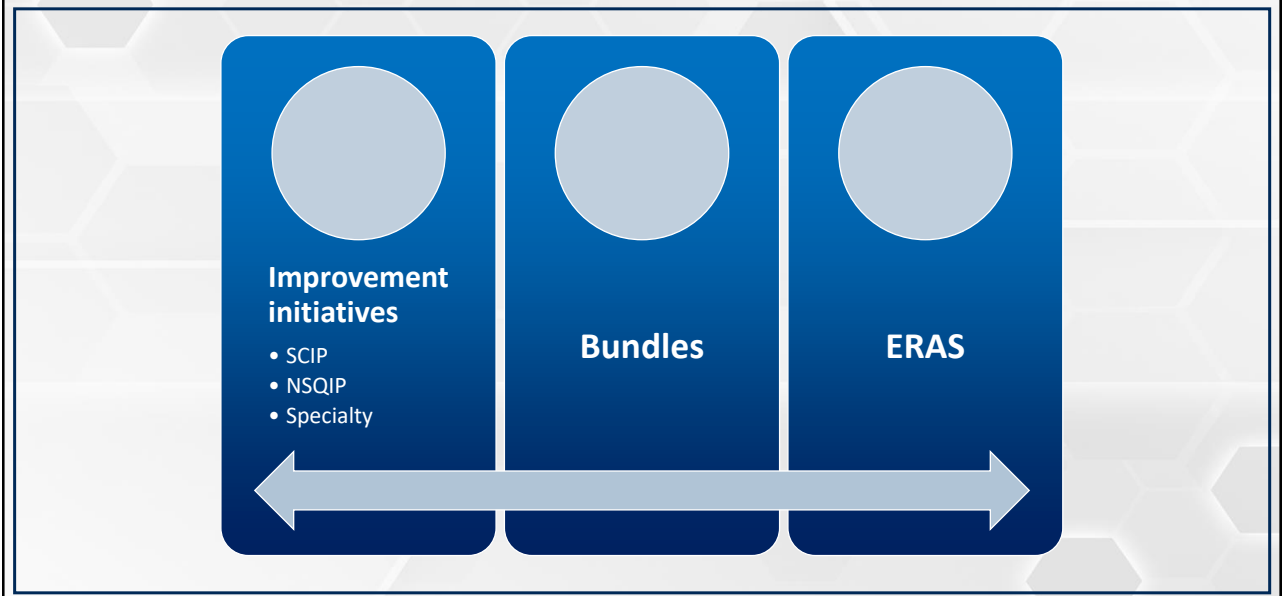 Improvement
initiatives
• SCIP
• NSQIP
• Specialty
Bundles
ERAS